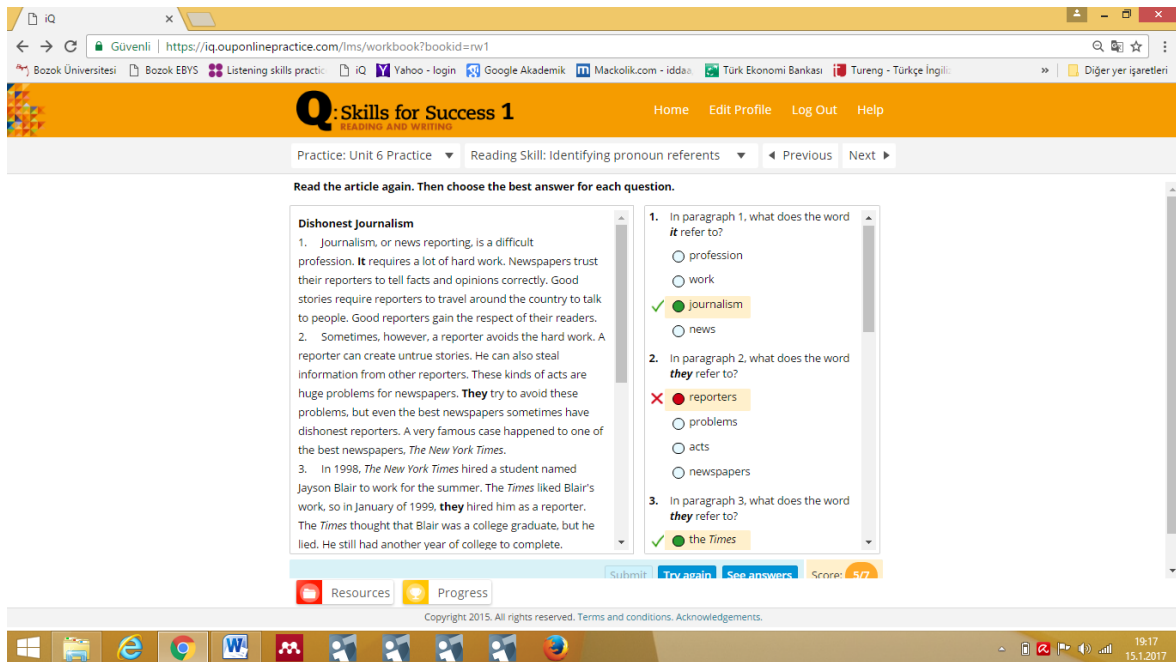 iQ
Güvenli | https://iq.ouponlinepractice.com/lms/workbook?bookid=rw1
Bozok Üniversitesi Bozok EBYS Listening skills practic iQ Yahoo - login Google Akademik Mackolik.com - iddaa, Türk Ekonomi Bankası Tureng - Türkçe İngiliz » Diğer yer işaretleri
Q: Skills for Success 1
READING AND WRITING
Home Edit Profile Log Out Help
Practice: Unit 6 Practice Reading Skill: Identifying pronoun referents Previous Next
Read the article again. Then choose the best answer for each question.
Dishonest Journalism
1. Journalism, or news reporting, is a difficult
profession. It requires a lot of hard work. Newspapers trust
their reporters to tell facts and opinions correctly. Good
stories require reporters to travel around the country to talk
to people. Good reporters gain the respect of their readers.
2. Sometimes, however, a reporter avoids the hard work. A
reporter can create untrue stories. He can also steal
information from other reporters. These kinds of acts are
huge problems for newspapers. They try to avoid these
problems, but even the best newspapers sometimes have
dishonest reporters. A very famous case happened to one of
the best newspapers, The New York Times.
3. In 1998, The New York Times hired a student named
Jayson Blair to work for the summer. The Times liked Blair's
work, so in January of 1999, they hired him as a reporter.
The Times thought that Blair was a college graduate, but he
lied. He still had another year of college to complete.
1. In paragraph 1, what does the word
it refer to?
profession
work
journalism
news
2. In paragraph 2, what does the word
they refer to?
reporters
problems
acts
newspapers
3. In paragraph 3, what does the word
they refer to?
the Times
Submit Try again See answers Score: 5/7
Resources Progress
Copyright 2015. All rights reserved. Terms and conditions. Acknowledgements.
19:17
15.1.2017